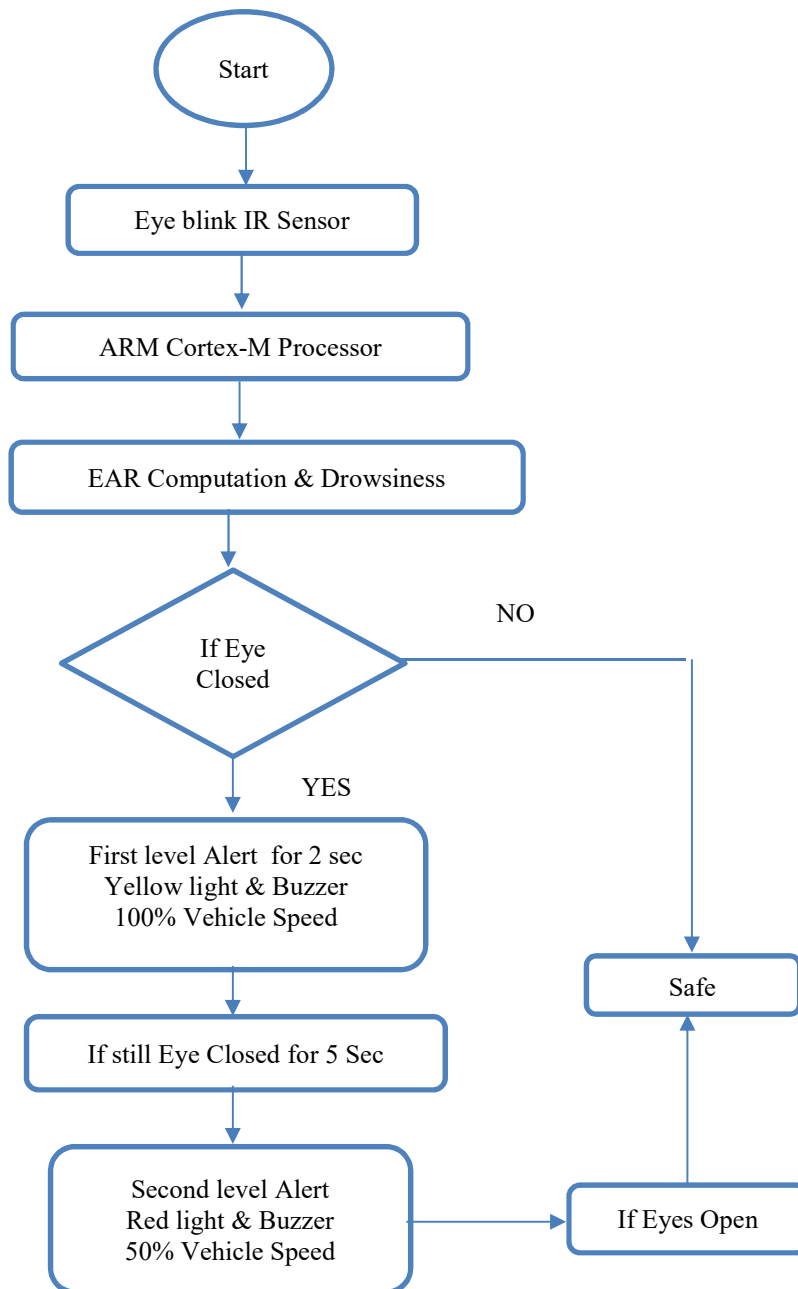 Start
Eye blink IR Sensor
ARM Cortex-M Processor
EAR Computation & Drowsiness
NO
If Eye
Closed
YES
First level Alert  for 2 sec
Yellow light & Buzzer
100% Vehicle Speed
Safe
If still Eye Closed for 5 Sec
Second level Alert
Red light & Buzzer
50% Vehicle Speed
If Eyes Open